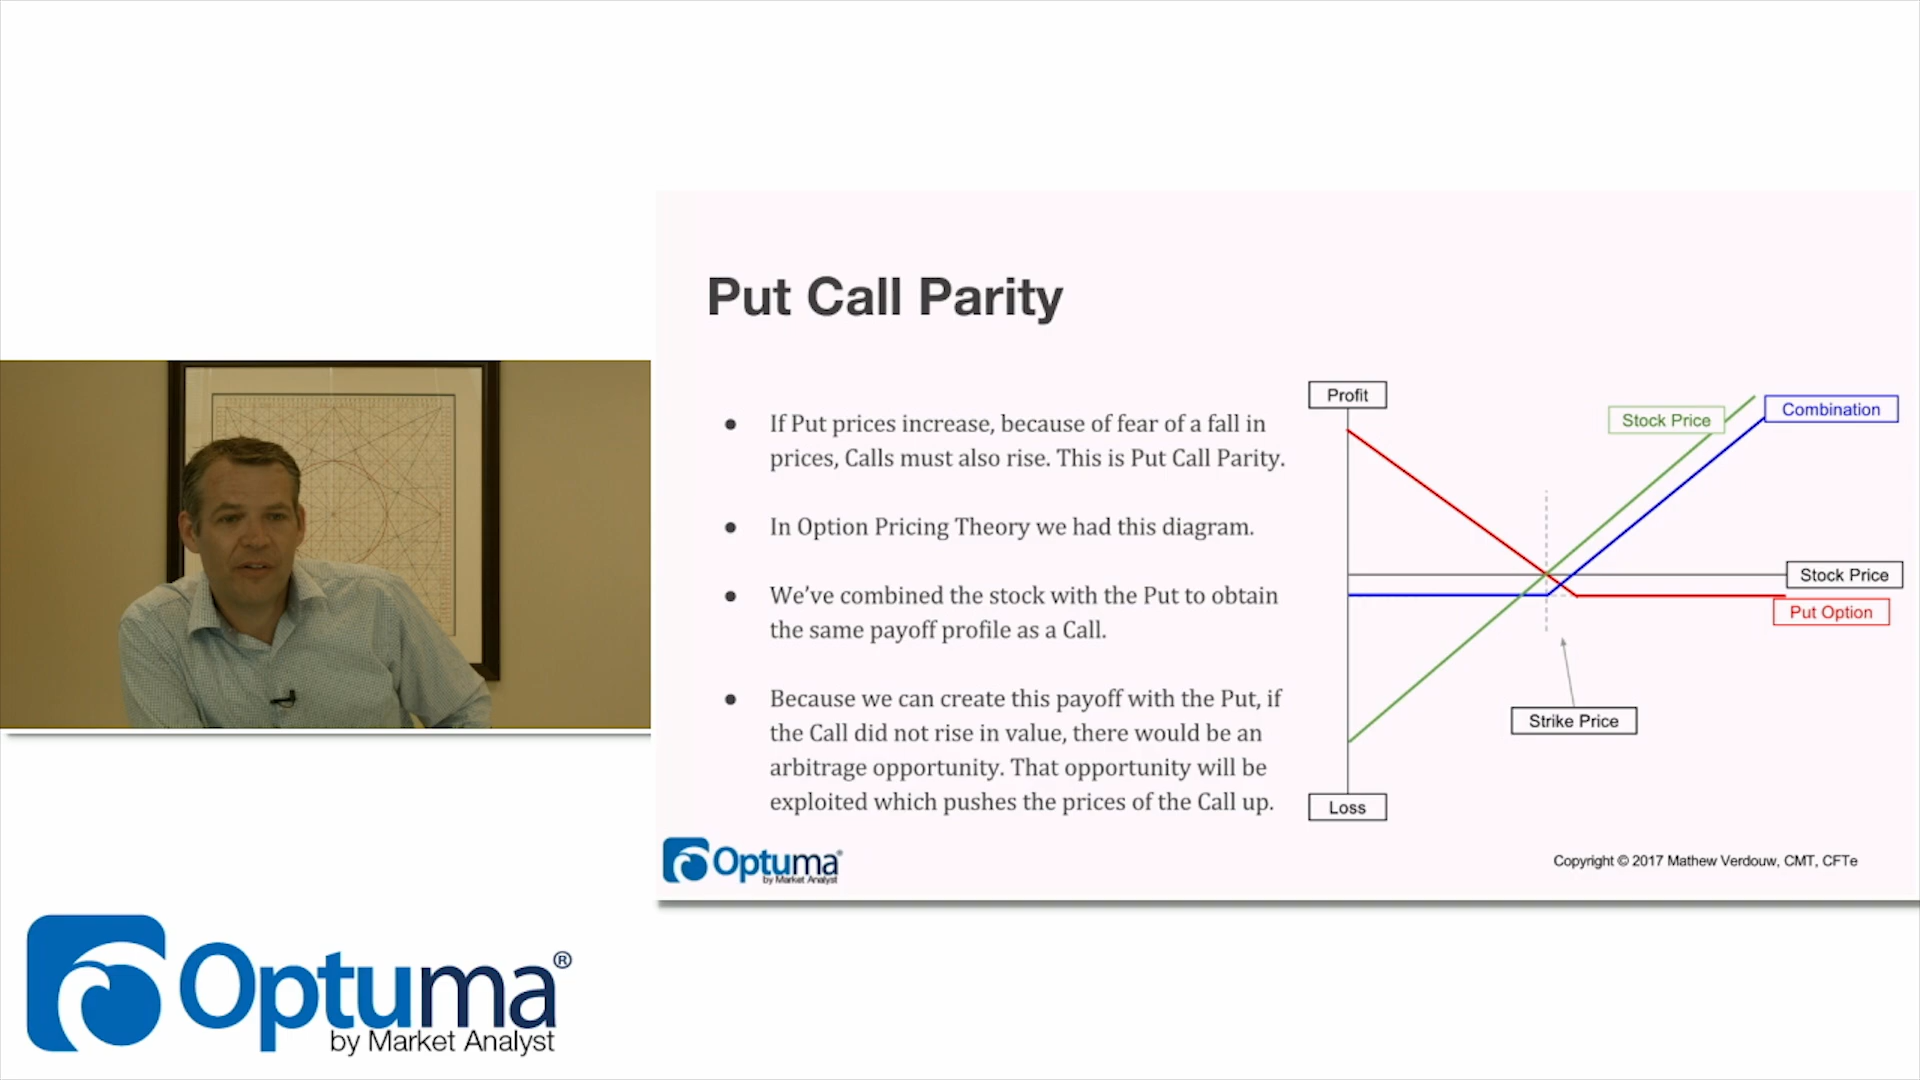 Put Call Parity
● If Put prices increase, because of fear of a fall in
prices, Calls must also rise. This is Put Call Parity.
● In Option Pricing Theory we had this diagram.
● We’ve combined the stock with the Put to obtain
the same payoff profile as a Call.
● Because we can create this payoff with the Put, if
the Call did not rise in value, there would be an
arbitrage opportunity. That opportunity will be
exploited which pushes the prices of the Call up.
Profit
Stock Price
Combination
Stock Price
Put Option
Strike Price
Loss
Optuma®
by Market Analyst
Copyright © 2017 Mathew Verdouw, CMT, CFTe
Optuma®
by Market Analyst